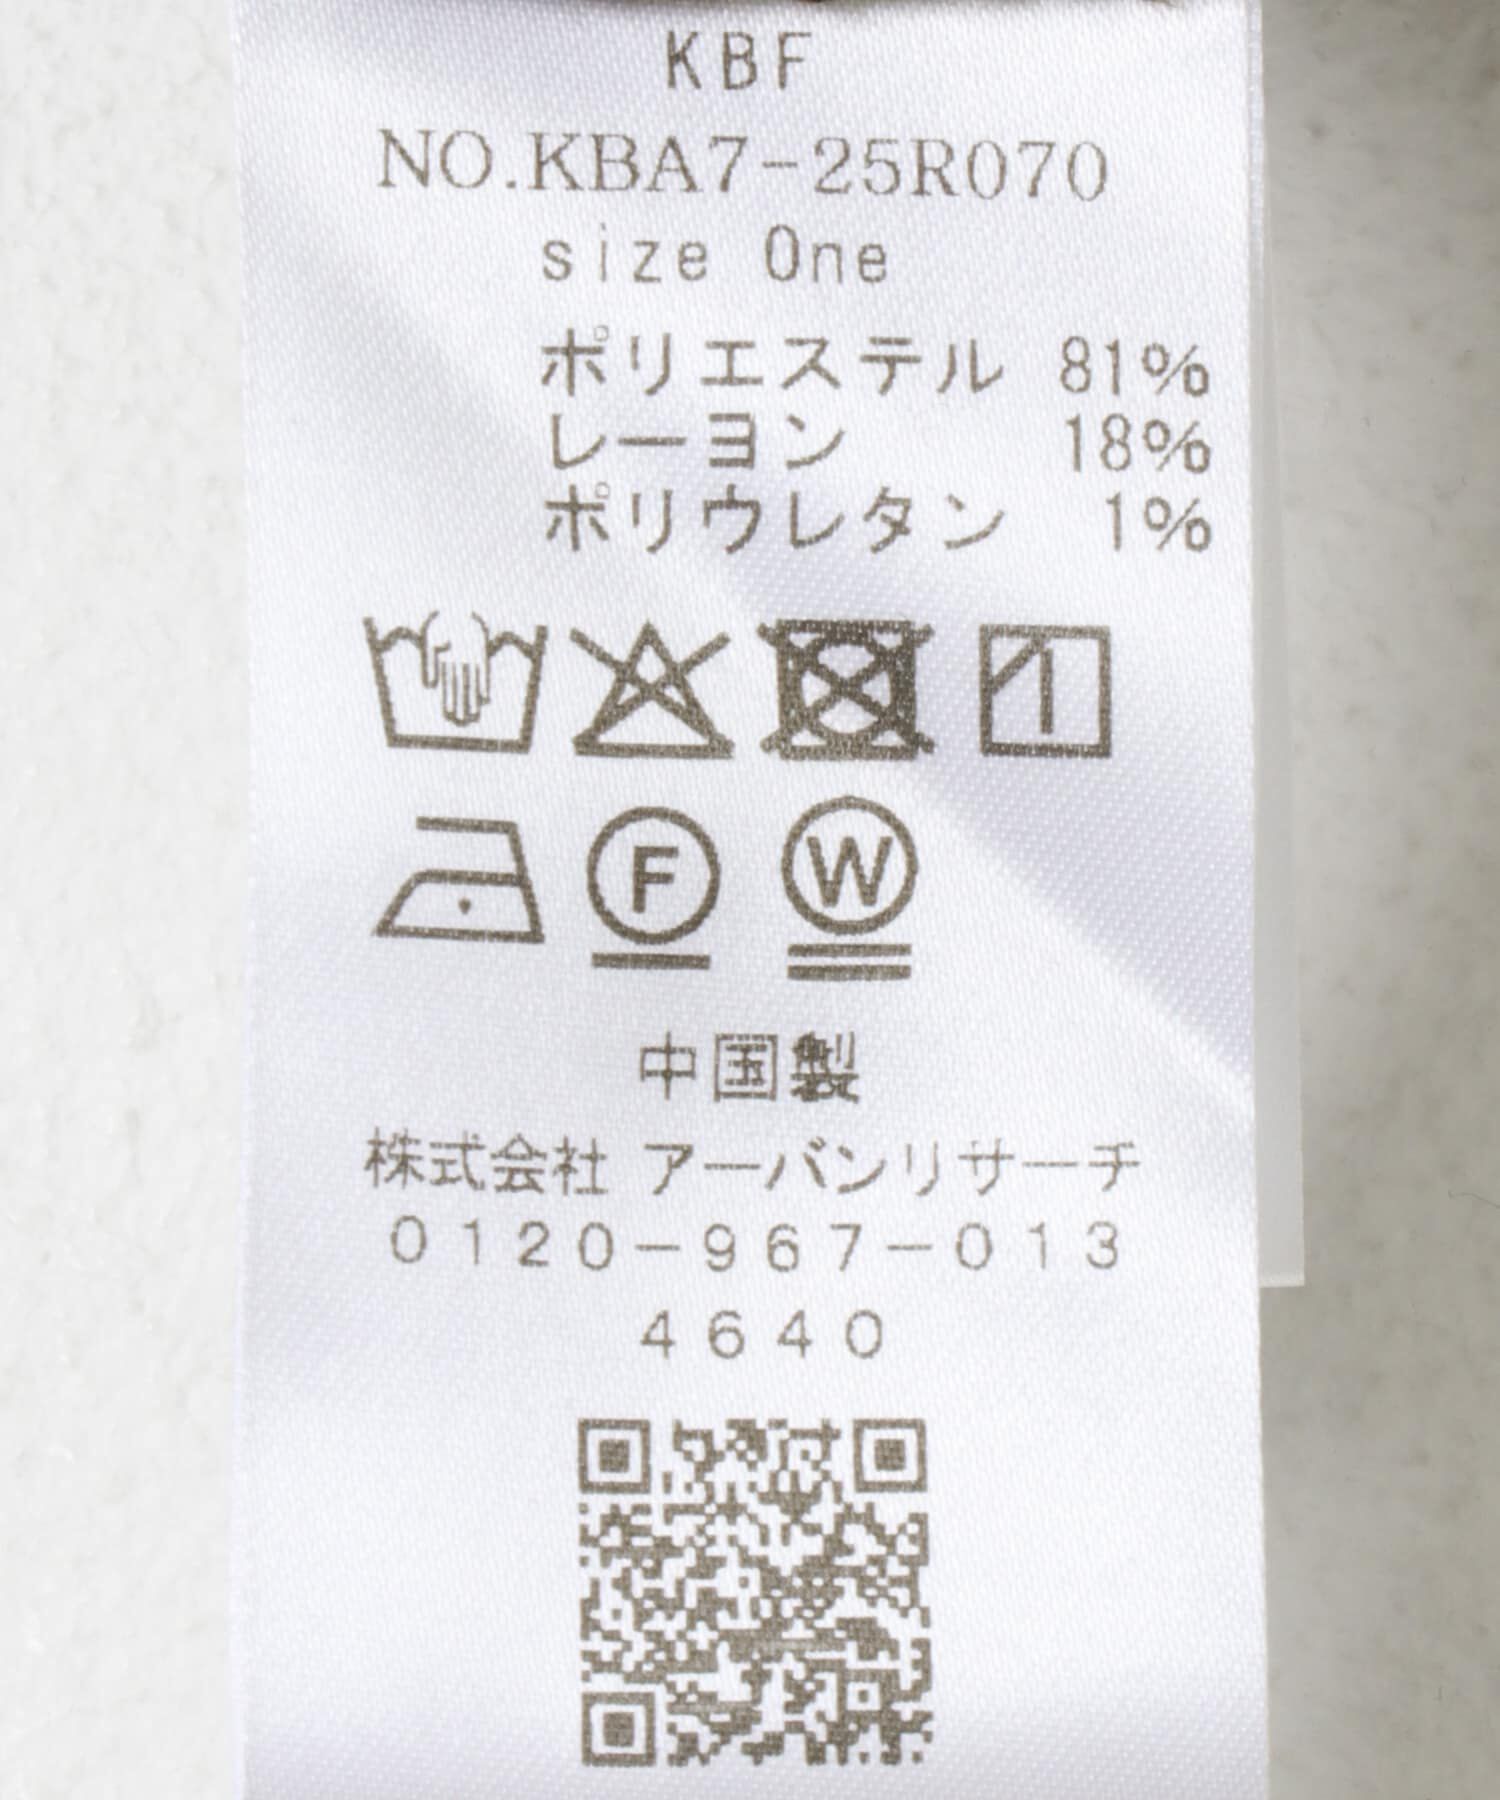 KBF
NO.KBA7-25R070
size One
ポリエステル 81%
レーヨン 18%
ポリウレタン 1%
F W
中国製
株式会社 アーバンリサーチ
0120-967-013
4640